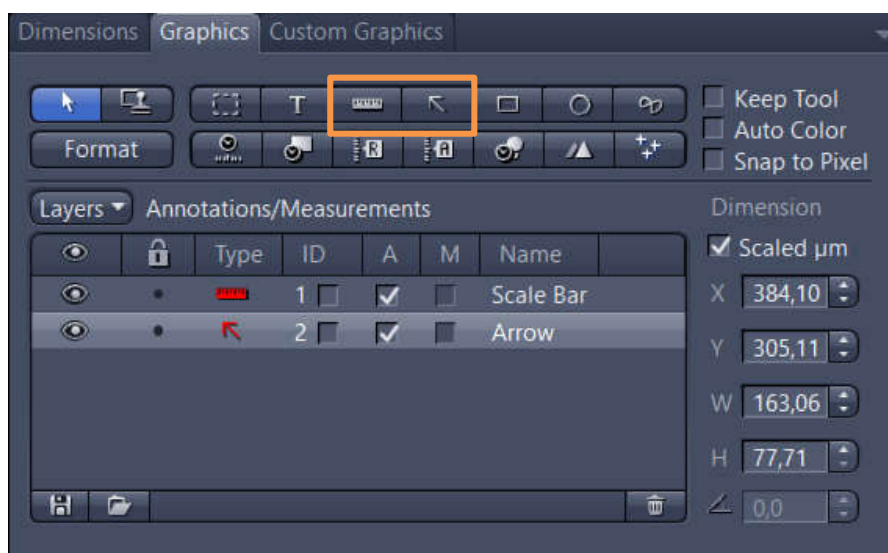 Dimensions Graphics Custom Graphics
T
Keep Tool
Auto Color
Format R A
Snap to Pixel
Layers Annotations/Measurements Dimension
Type ID A M Name
Scaled µm
1 Scale Bar
X 384,10
2 Arrow
Y 305,11
W 163,06
H 77,71
0,0